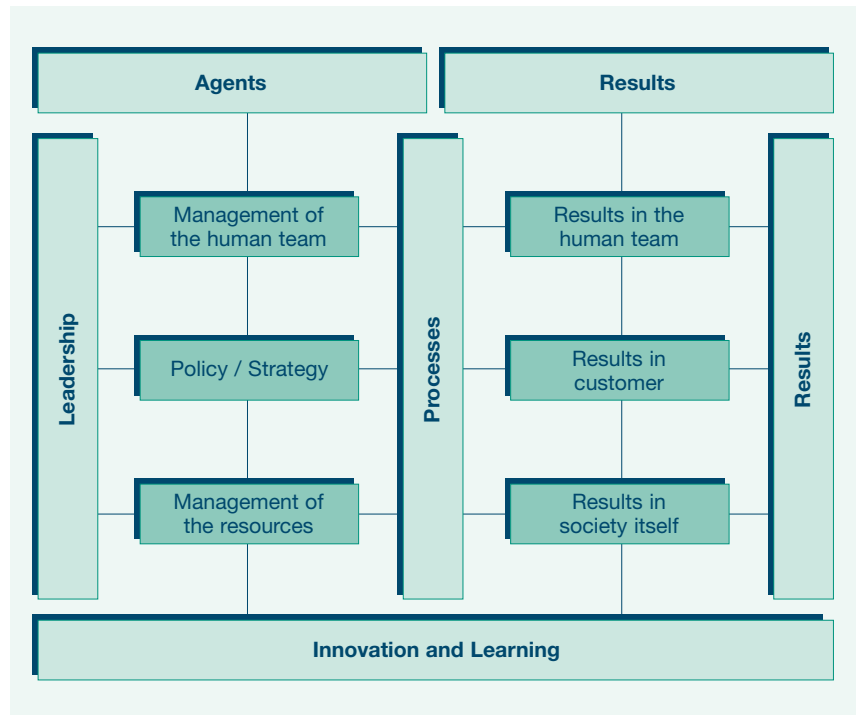 Agents
Results
Leadership
Management of
the human team
Policy / Strategy
Management of
the resources
Processes
Results in the
human team
Results in
customer
Results in
society itself
Results
Innovation and Learning